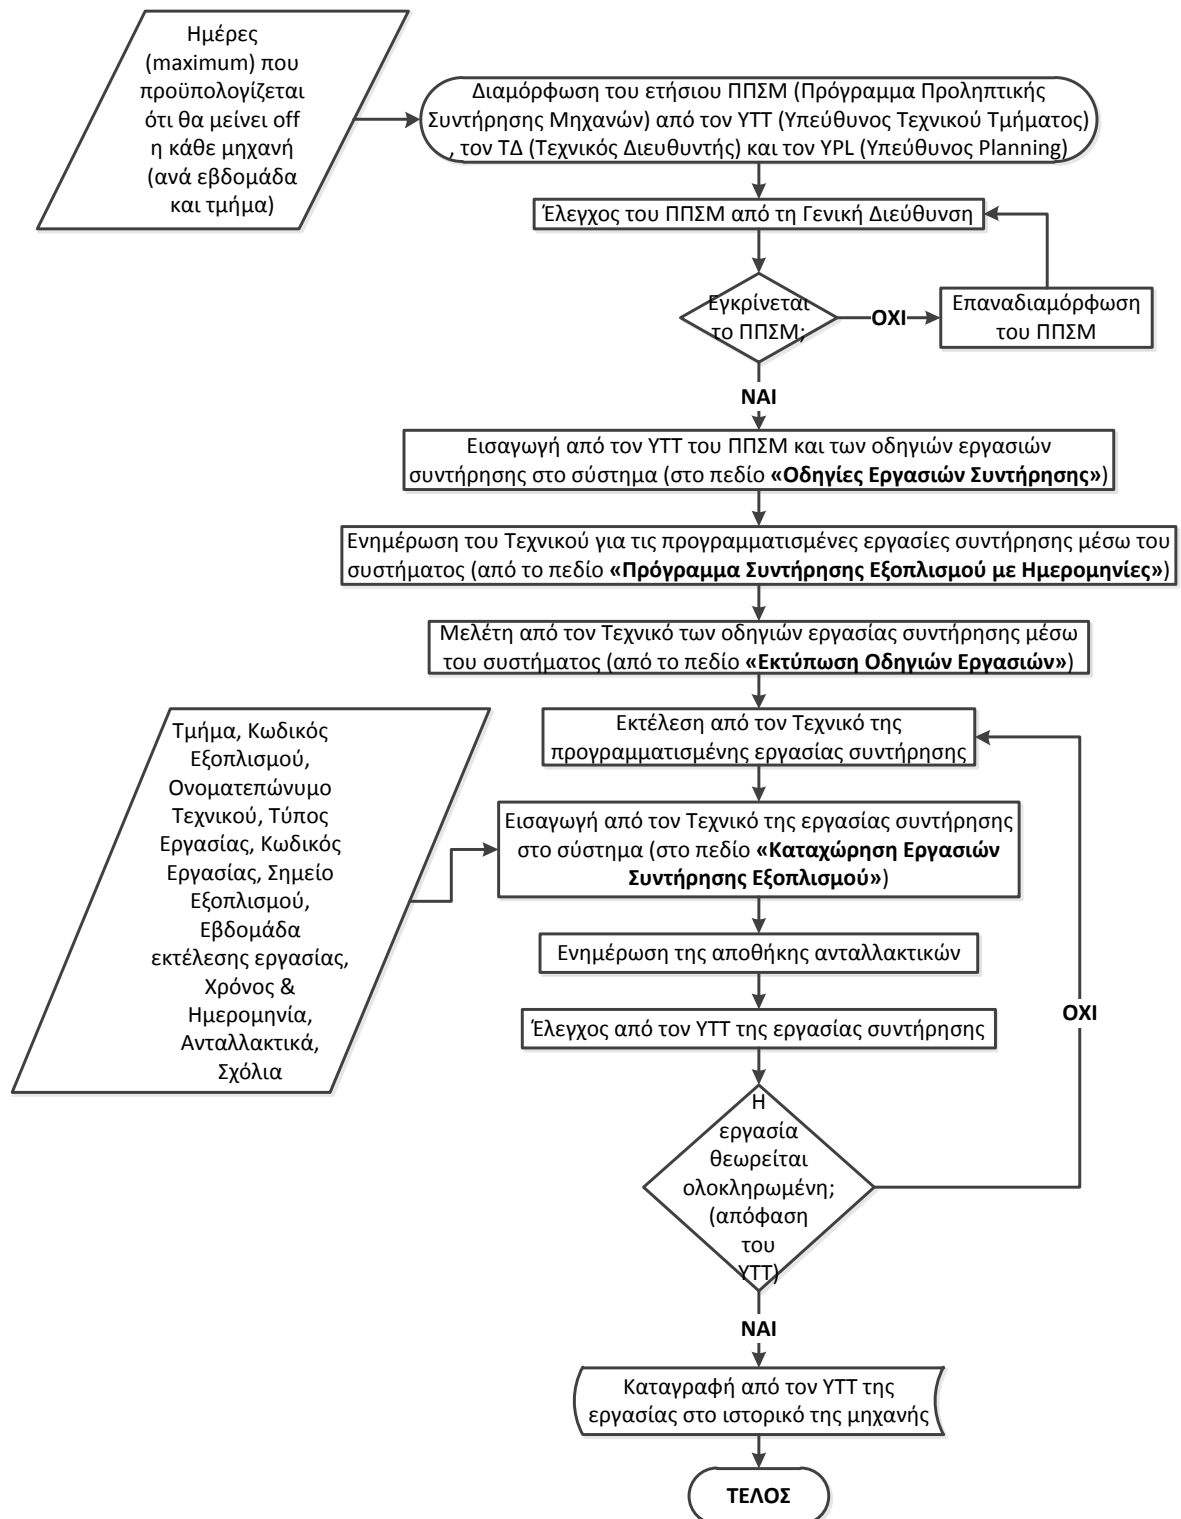 Ημέρες
(maximum) που
προϋπολογίζεται
ότι θα μείνει off
η κάθε μηχανή
(ανά εβδομάδα
και τμήμα)
Διαμόρφωση του ετήσιου ΠΠΣΜ (Πρόγραμμα Προληπτικής
Συντήρησης Μηχανών) από τον ΥΤΤ (Υπεύθυνος Τεχνικού Τμήματος)
, τον ΤΔ (Τεχνικός Διευθυντής) και τον YPL (Υπεύθυνος Planning)
Έλεγχος του ΠΠΣΜ από τη Γενική Διεύθυνση
Εγκρίνεται
το ΠΠΣΜ;
ΟΧΙ
Επαναδιαμόρφωση
του ΠΠΣΜ
ΝΑΙ
Εισαγωγή από τον ΥΤΤ του ΠΠΣΜ και των οδηγιών εργασιών
συντήρησης στο σύστημα (στο πεδίο «Οδηγίες Εργασιών Συντήρησης»)
Ενημέρωση του Τεχνικού για τις προγραμματισμένες εργασίες συντήρησης μέσω του
συστήματος (από το πεδίο «Πρόγραμμα Συντήρησης Εξοπλισμού με Ημερομηνίες»)
Μελέτη από τον Τεχνικό των οδηγιών εργασίας συντήρησης μέσω
του συστήματος (από το πεδίο «Εκτύπωση Οδηγιών Εργασιών»)
Εκτέλεση από τον Τεχνικό της
προγραμματισμένης εργασίας συντήρησης
Τμήμα, Κωδικός
Εξοπλισμού,
Ονοματεπώνυμο
Τεχνικού, Τύπος
Εργασίας, Κωδικός
Εργασίας, Σημείο
Εξοπλισμού,
Εβδομάδα
εκτέλεσης εργασίας,
Χρόνος &
Ημερομηνία,
Ανταλλακτικά,
Σχόλια
Εισαγωγή από τον Τεχνικό της εργασίας συντήρησης
στο σύστημα (στο πεδίο «Καταχώρηση Εργασιών
Συντήρησης Εξοπλισμού»)
Ενημέρωση της αποθήκης ανταλλακτικών
Έλεγχος από τον ΥΤΤ της εργασίας συντήρησης
ΟΧΙ
Η
εργασία
θεωρείται
ολοκληρωμένη;
(απόφαση
του
ΥΤΤ)
ΝΑΙ
Καταγραφή από τον ΥΤΤ της
εργασίας στο ιστορικό της μηχανής
ΤΕΛΟΣ